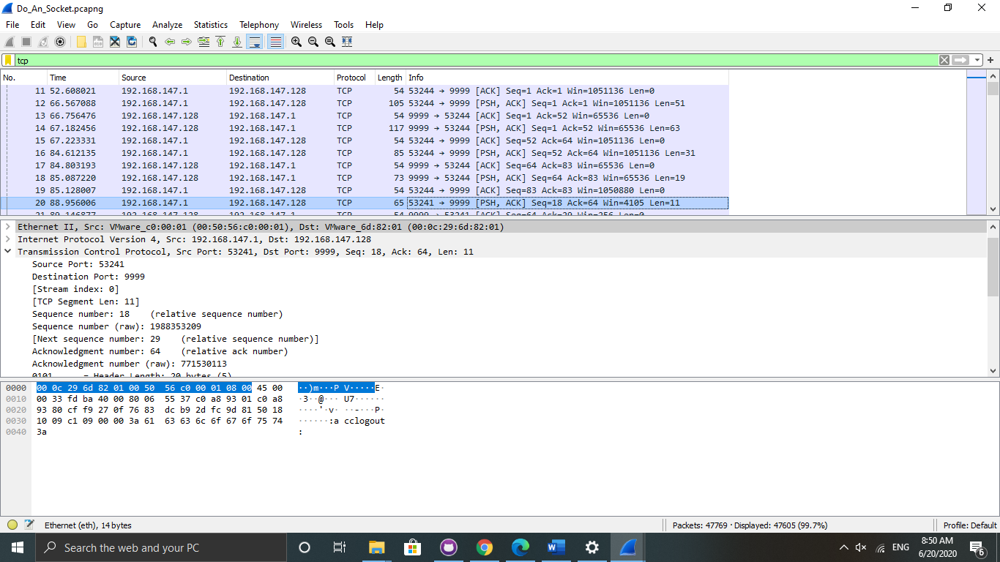 Do_An_Socket.pcapng
File Edit View Go Capture Analyze Statistics Telephony Wireless Tools Help
tcp
No. Time Source Destination Protocol Length Info
11 52.608021 192.168.147.1 192.168.147.128 TCP 54 53244 → 9999 [ACK] Seq=1 Ack=1 Win=1051136 Len=0
12 66.567088 192.168.147.1 192.168.147.128 TCP 105 53244 → 9999 [PSH, ACK] Seq=1 Ack=1 Win=1051136 Len=51
13 66.756476 192.168.147.128 192.168.147.1 TCP 54 9999 → 53244 [ACK] Seq=1 Ack=52 Win=65536 Len=0
14 67.182456 192.168.147.128 192.168.147.1 TCP 117 9999 → 53244 [PSH, ACK] Seq=1 Ack=52 Win=65536 Len=63
15 67.223331 192.168.147.1 192.168.147.128 TCP 54 53244 → 9999 [ACK] Seq=52 Ack=64 Win=1051136 Len=0
16 84.612135 192.168.147.1 192.168.147.128 TCP 85 53244 → 9999 [PSH, ACK] Seq=52 Ack=64 Win=1051136 Len=31
17 84.803193 192.168.147.128 192.168.147.1 TCP 54 9999 → 53244 [ACK] Seq=64 Ack=83 Win=65536 Len=0
18 85.087220 192.168.147.128 192.168.147.1 TCP 73 9999 → 53244 [PSH, ACK] Seq=64 Ack=83 Win=65536 Len=19
19 85.128007 192.168.147.1 192.168.147.128 TCP 54 53244 → 9999 [ACK] Seq=83 Ack=83 Win=1050880 Len=0
20 88.956006 192.168.147.1 192.168.147.128 TCP 65 53241 → 9999 [PSH, ACK] Seq=18 Ack=64 Win=4105 Len=11
21 89.146877 192.168.147.128 192.168.147.1 TCP 54 9999 → 53241 [ACK] Seq=64 Ack=29 Win=256 Len=0
Ethernet II, Src: VMware_c0:00:01 (00:50:56:c0:00:01), Dst: VMware_6d:82:01 (00:0c:29:6d:82:01)
Internet Protocol Version 4, Src: 192.168.147.1, Dst: 192.168.147.128
Transmission Control Protocol, Src Port: 53241, Dst Port: 9999, Seq: 18, Ack: 64, Len: 11
Source Port: 53241
Destination Port: 9999
[Stream index: 0]
[TCP Segment Len: 11]
Sequence number: 18 (relative sequence number)
Sequence number (raw): 1988353209
[Next sequence number: 29 (relative sequence number)]
Acknowledgment number: 64 (relative ack number)
Acknowledgment number (raw): 771530113
0101 .... = Header Length: 20 bytes (5)
0000 00 0c 29 6d 82 01 00 50 56 c0 00 01 08 00 45 00 ··)m···P V·····E·
0010 00 33 fd ba 40 00 80 06 55 37 c0 a8 93 01 c0 a8 ·3··@··· U7······
0020 93 80 cf f9 27 0f 76 83 dc b9 2d fc 9d 81 50 18 ····'·v· ··-···P·
0030 10 09 c1 09 00 00 3a 61 63 63 6c 6f 67 6f 75 74 ······:a cclogout
0040 3a :
Ethernet (eth), 14 bytes
Packets: 47769 · Displayed: 47605 (99.7%)
Profile: Default
Search the web and your PC
ENG
8:50 AM
6/20/2020
6